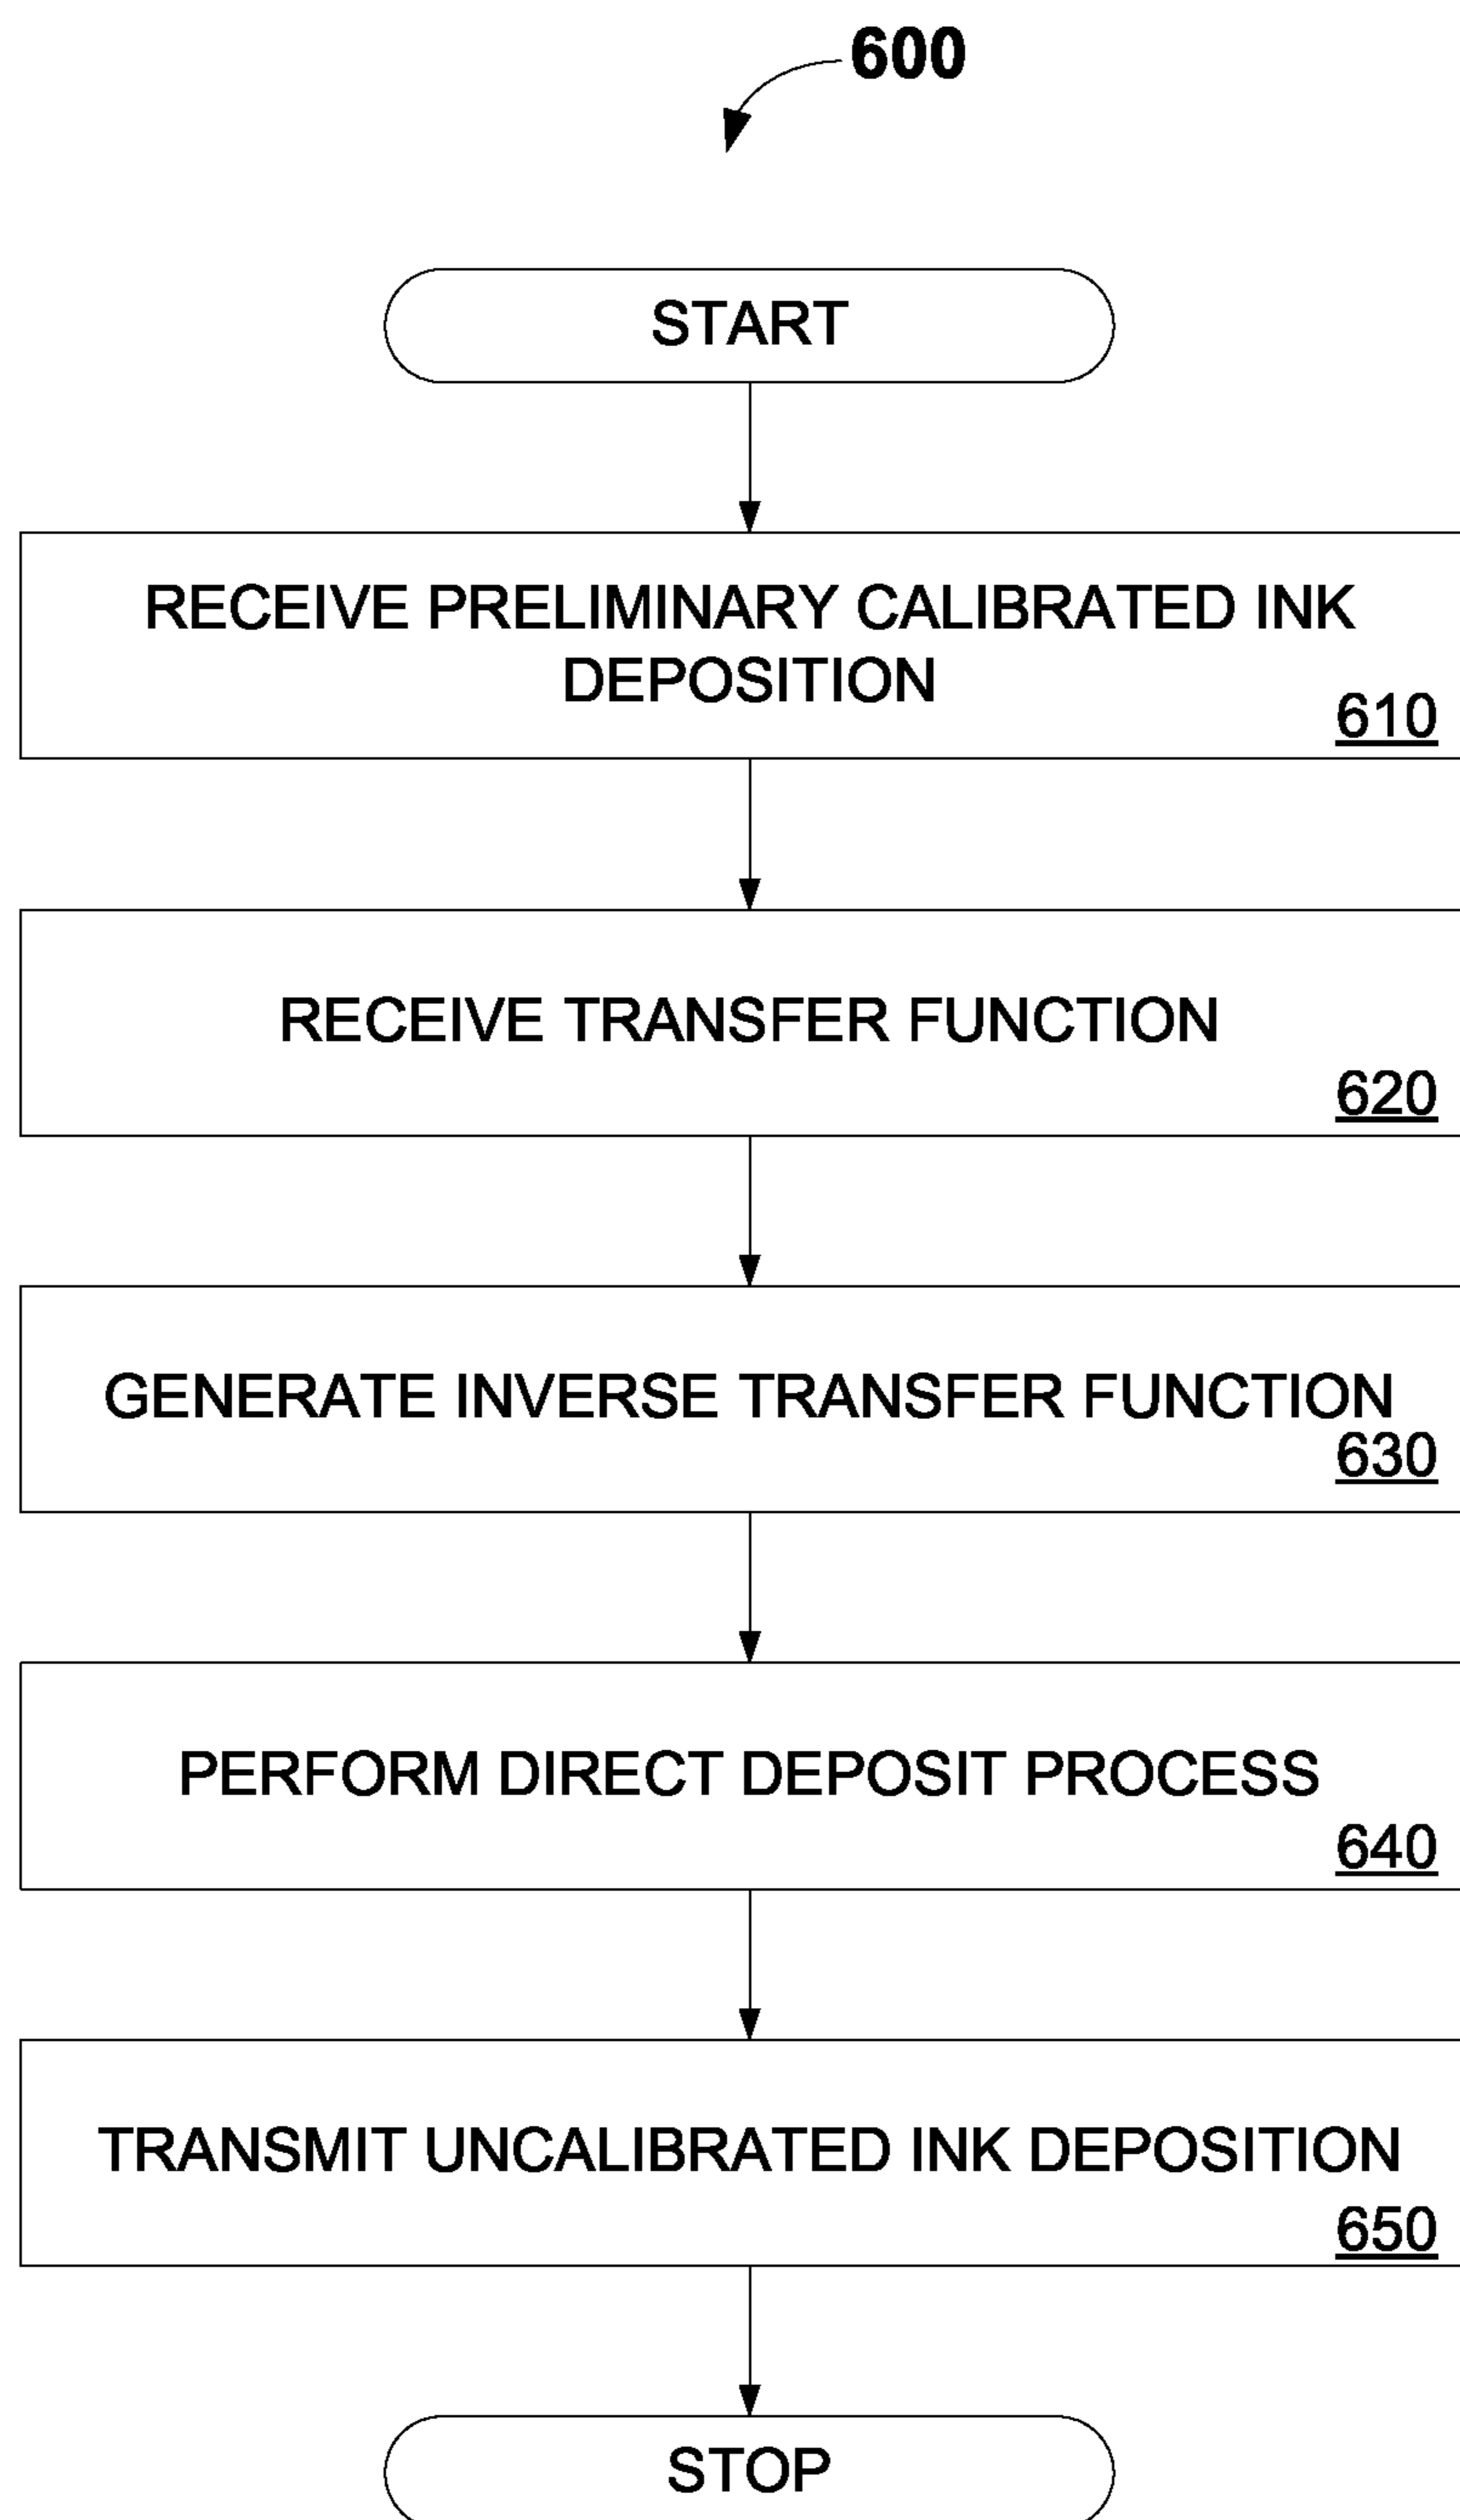 600
START
RECEIVE PRELIMINARY CALIBRATED INK
DEPOSITION
610
RECEIVE TRANSFER FUNCTION
620
GENERATE INVERSE TRANSFER FUNCTION
630
PERFORM DIRECT DEPOSIT PROCESS
640
TRANSMIT UNCALIBRATED INK DEPOSITION
650
STOP